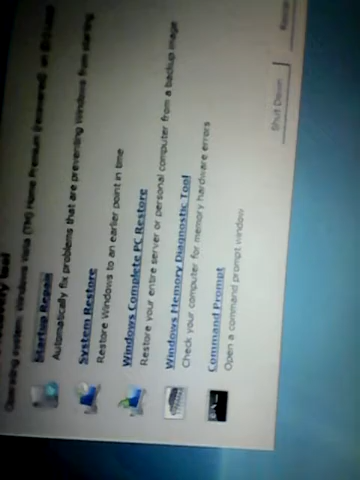 recovery tool
Operating system: Windows Vista (TM) Home Premium (recovered) on
Startup Repair
Automatically fix problems that are preventing Windows from starting
System Restore
Restore Windows to an earlier point in time
Windows Complete PC Restore
Restore your entire server or personal computer from a backup image
Windows Memory Diagnostic Tool
Check your computer for memory hardware errors
Command Prompt
Open a command prompt window
Shut Down
Restart